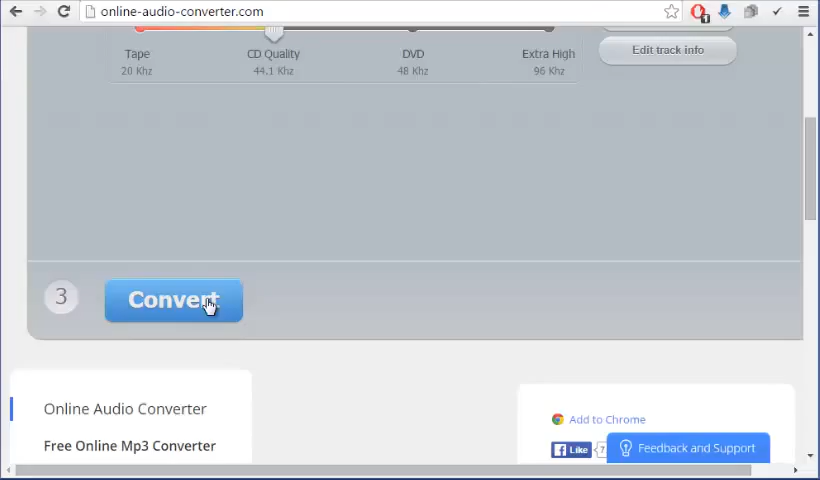 online-audio-converter.com
Edit track info
Tape CD Quality DVD Extra High
20 Khz 44.1 Khz 48 Khz 96 Khz
3 Convert
Online Audio Converter
Free Online Mp3 Converter
Add to Chrome
Like 7
Feedback and Support